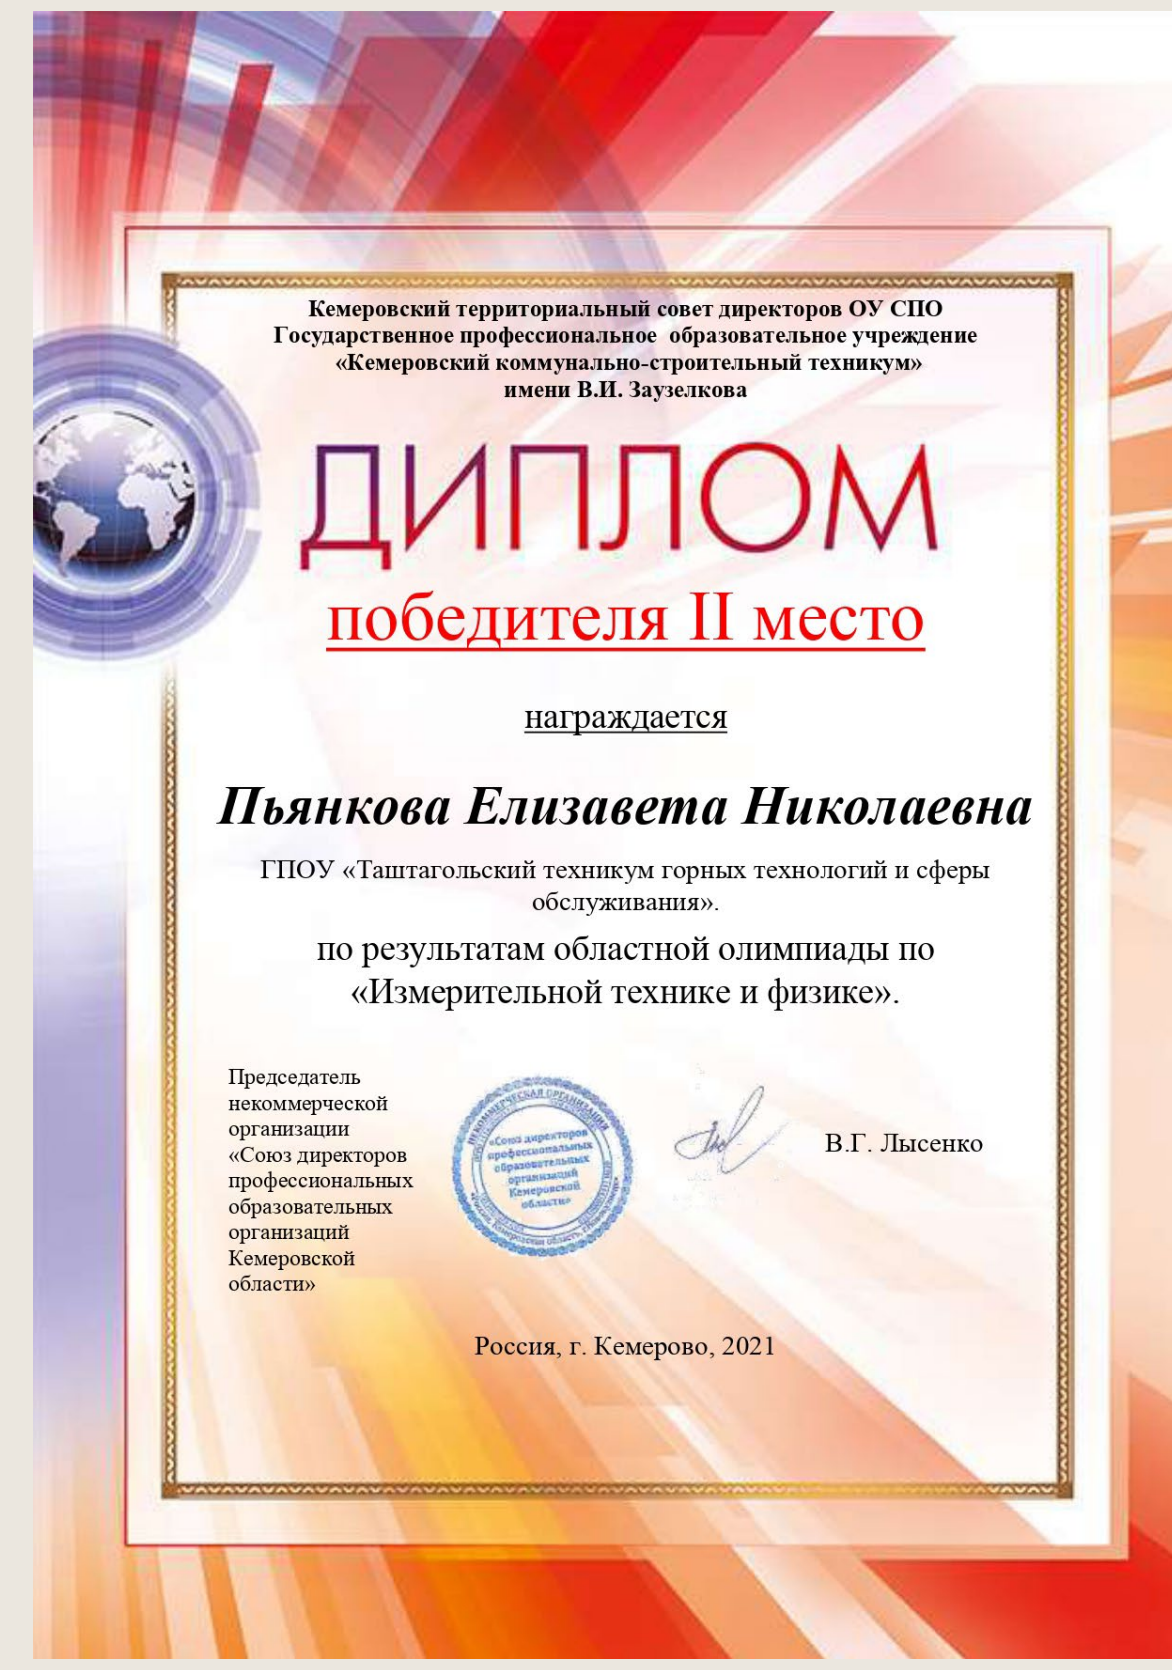 Кемеровский территориальный совет директоров ОУ СПО
Государственное профессиональное образовательное учреждение
«Кемеровский коммунально-строительный техникум»
имени В.И. Заузелкова
ДИПЛОМ
победителя II место
награждается
Пьянкова Елизавета Николаевна
ГПОУ «Таштагольский техникум горных технологий и сферы
обслуживания».
по результатам областной олимпиады по
«Измерительной технике и физике».
Председатель
некоммерческой
организации
«Союз директоров
профессиональных
образовательных
организаций
Кемеровской
области»
НЕКОММЕРЧЕСКАЯ ОРГАНИЗАЦИЯ
«Союз директоров
профессиональных
образовательных
организаций
Кемеровской
области»
В.Г. Лысенко
Россия, г. Кемерово, 2021